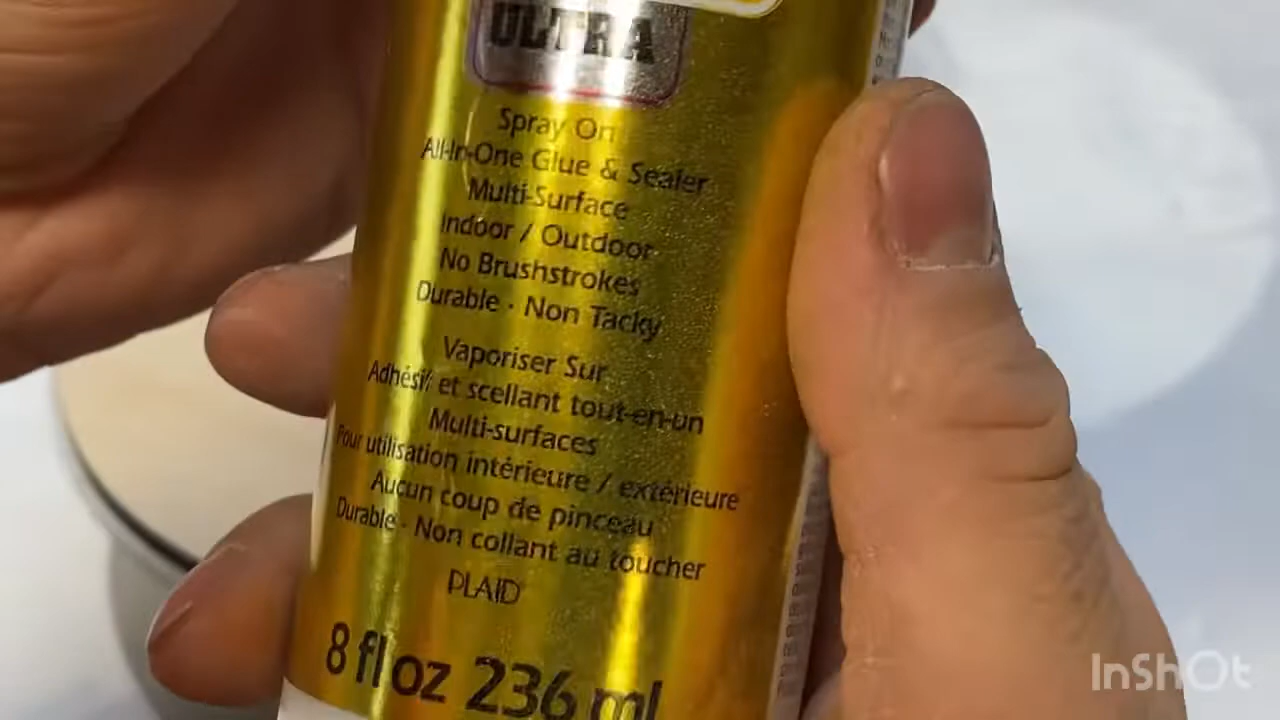 ULTRA
Spray On
All-In-One Glue & Sealer
Multi-Surface
Indoor / Outdoor
No Brushstrokes
Durable · Non Tacky
Vaporiser Sur
Adhésif et scellant tout-en-un
Multi-surfaces
Pour utilisation intérieure / extérieure
Aucun coup de pinceau
Durable · Non collant au toucher
PLAID
8 fl oz 236 ml
InShOt